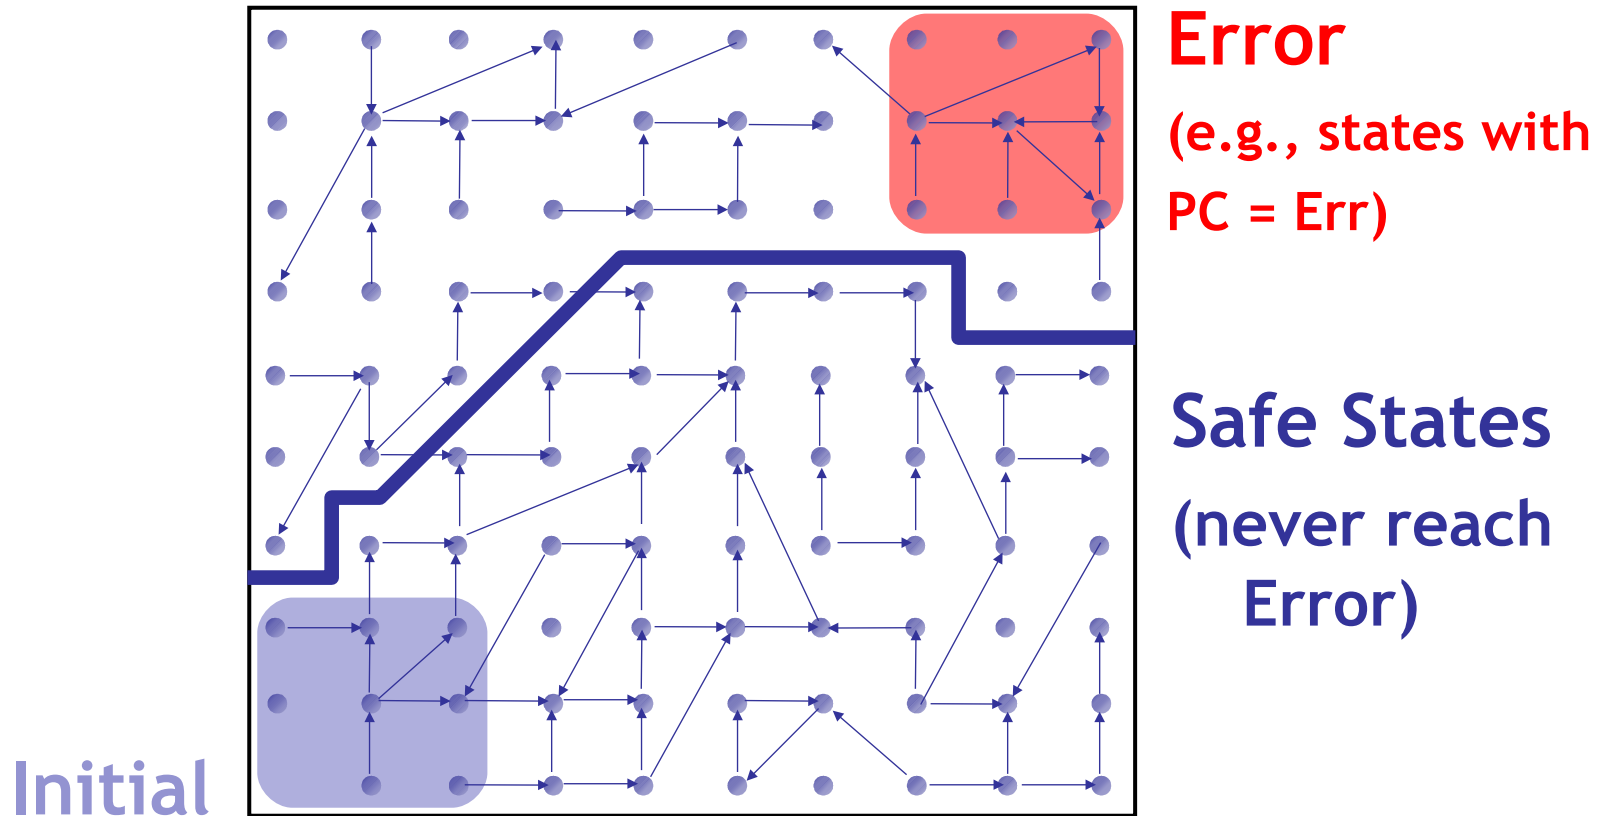 Error
(e.g., states with
PC = Err)
Safe States
(never reach
Error)
Initial